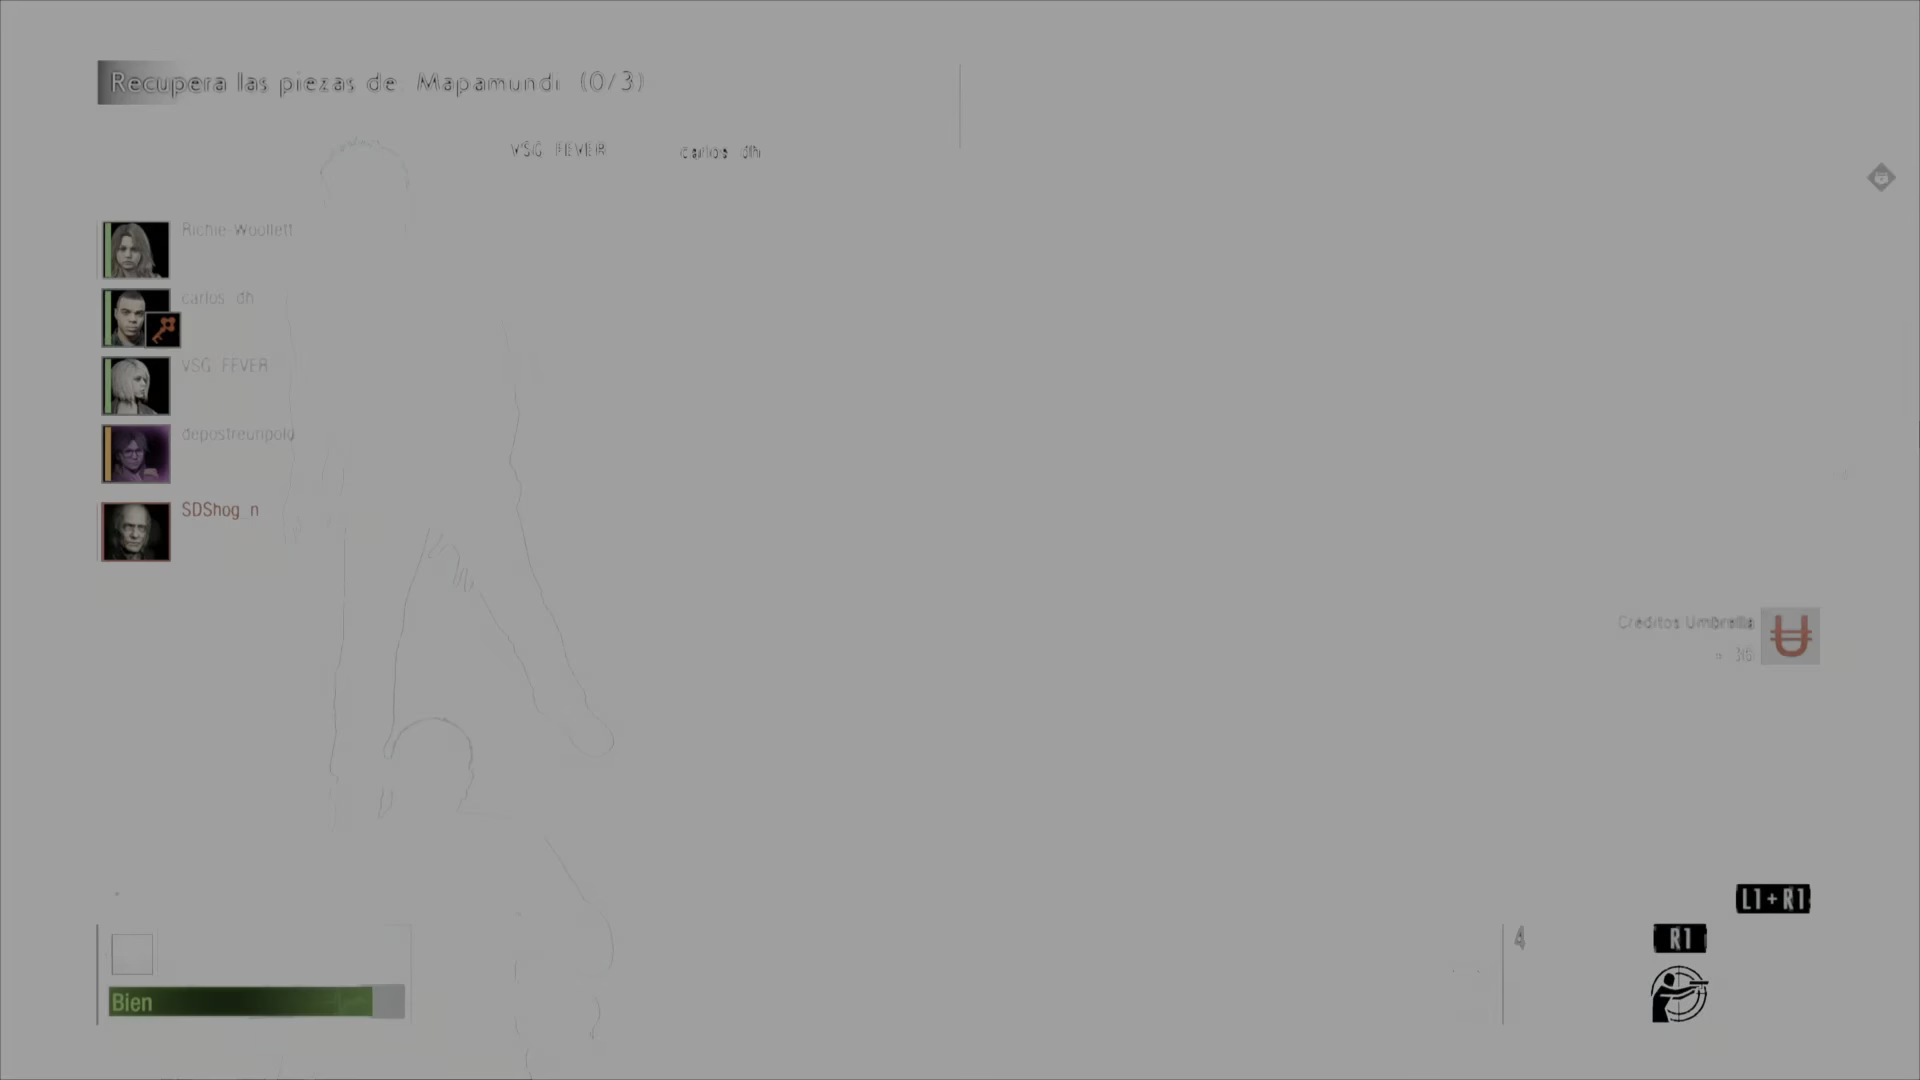 Recupera las piezas de: Mapamundi (0/3)
VSG FEVER
carlos dh
Richie-Woollett
carlos dh
VSG FEVER
SDShog n
Créditos Umbrella
L1+R1
4
R1
Bien